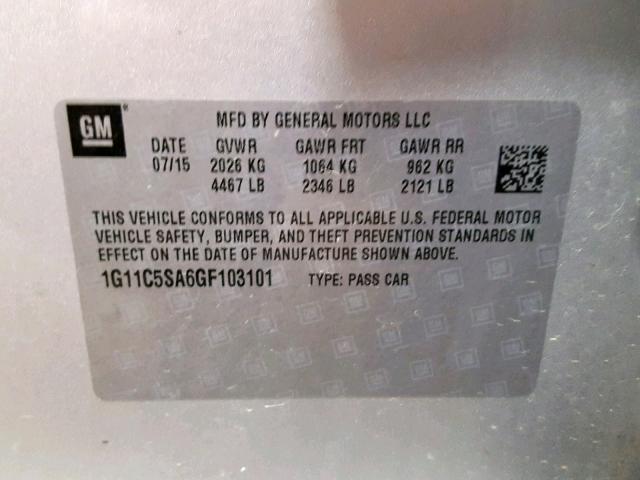 GM ®
MFD BY GENERAL MOTORS LLC
DATE GVWR GAWR FRT GAWR RR
07/15 2026 KG 1064 KG 962 KG
4467 LB 2346 LB 2121 LB
THIS VEHICLE CONFORMS TO ALL APPLICABLE U.S. FEDERAL MOTOR
VEHICLE SAFETY, BUMPER, AND THEFT PREVENTION STANDARDS IN
EFFECT ON THE DATE OF MANUFACTURE SHOWN ABOVE.
1G11C5SA6GF103101 TYPE: PASS CAR